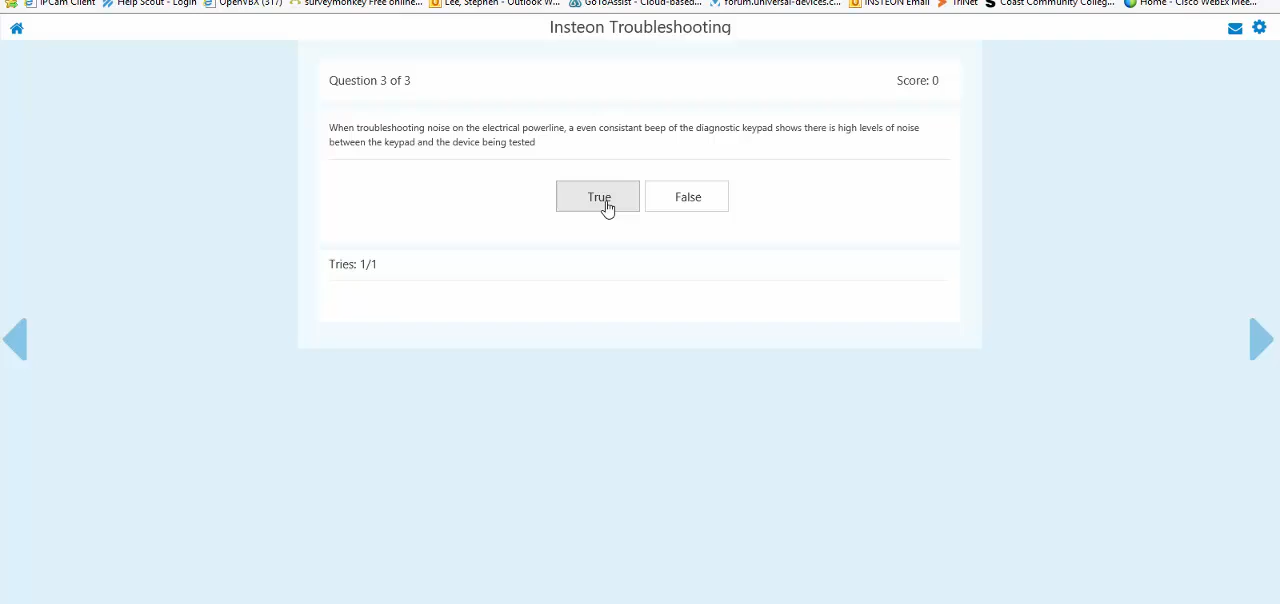 IPCam Client Help Scout - Login OpenVBX (317) surveymonkey Free online... Lee, Stephen - Outlook W... GoToAssist - Cloud-based... forum.universal-devices.c... INSTEON Email TriNet Coast Community Colleg... Home - Cisco WebEx Mee...
Insteon Troubleshooting
Question 3 of 3 Score: 0
When troubleshooting noise on the electrical powerline, a even consistant beep of the diagnostic keypad shows there is high levels of noise
between the keypad and the device being tested
True False
Tries: 1/1